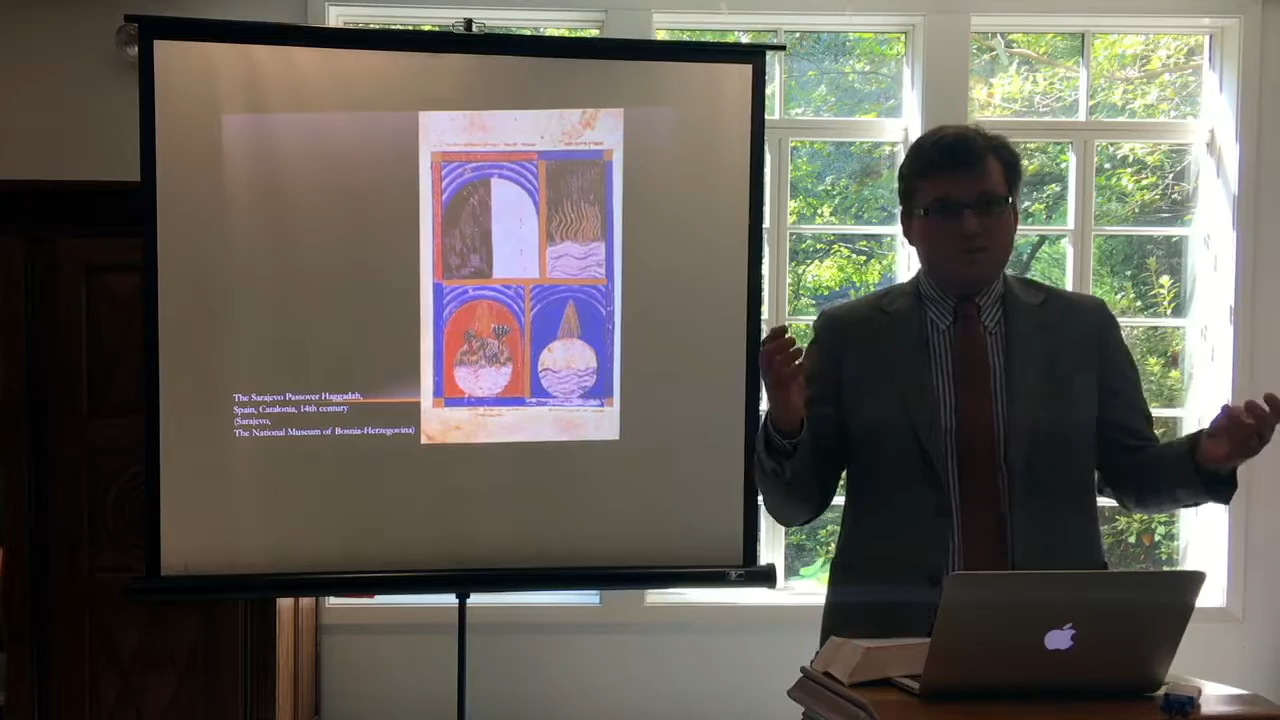 The Sarajevo Passover Haggadah,
Spain, Catalonia, 14th century
(Sarajevo,
The National Museum of Bosnia-Herzegovina)